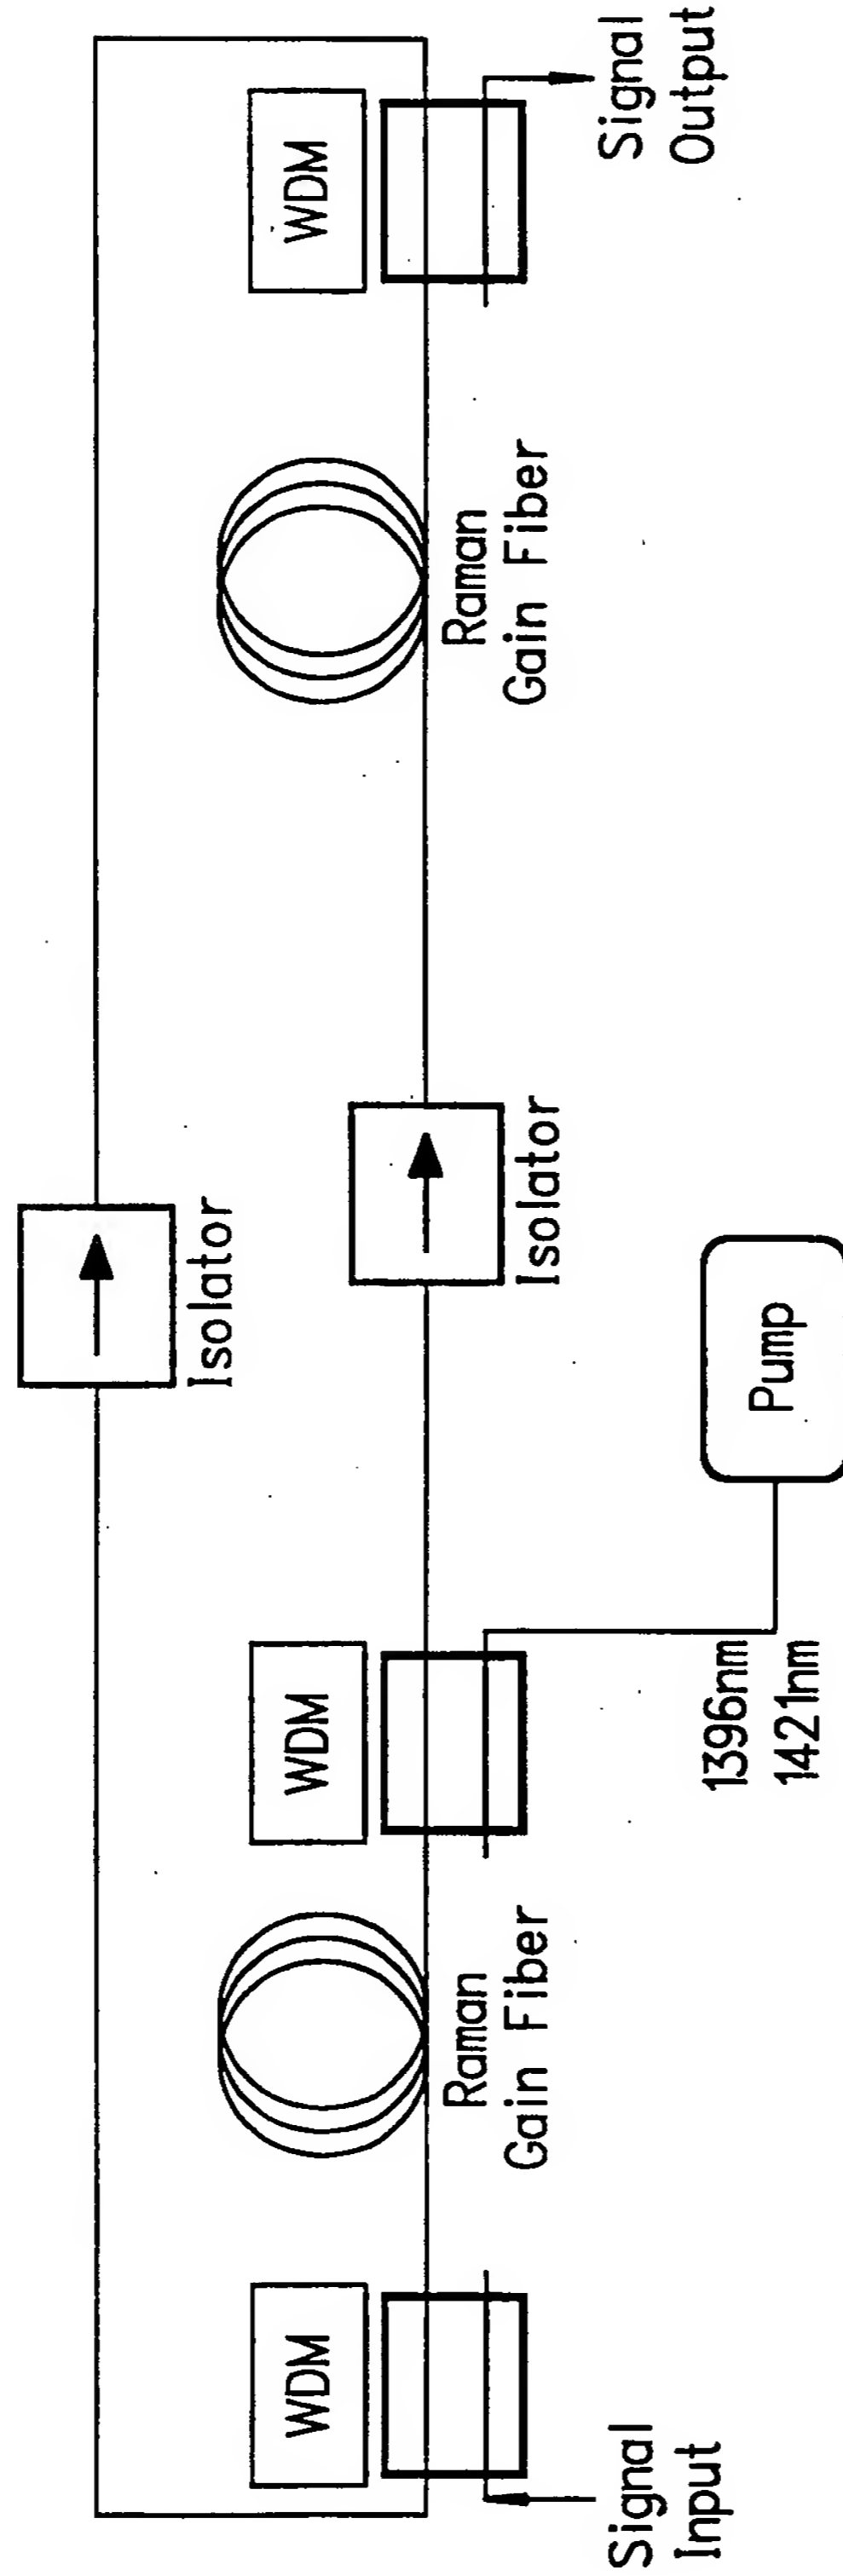 Isolator
WDM
WDM
WDM
Raman
Gain Fiber
Isolator
Raman
Gain Fiber
Signal
Input
1396nm
1421nm
Pump
Signal
Output